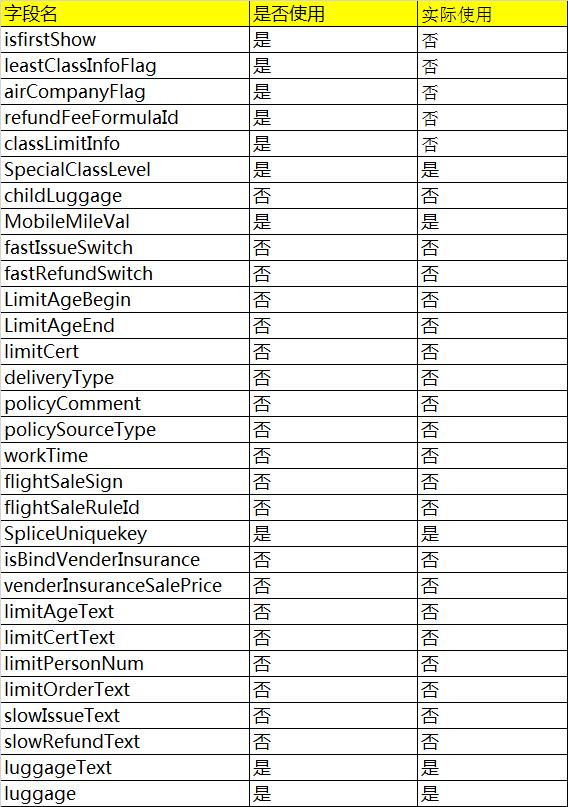 字段名 是否使用 实际使用
isfirstShow 是 否
leastClassInfoFlag 是 否
airCompanyFlag 是 否
refundFeeFormulaId 是 否
classLimitInfo 是 否
SpecialClassLevel 是 是
childLuggage 否 否
MobileMileVal 是 是
fastIssueSwitch 否 否
fastRefundSwitch 否 否
LimitAgeBegin 否 否
LimitAgeEnd 否 否
limitCert 否 否
deliveryType 否 否
policyComment 否 否
policySourceType 否 否
workTime 否 否
flightSaleSign 否 否
flightSaleRuleId 否 否
SpliceUniquekey 是 是
isBindVenderInsurance 否 否
venderInsuranceSalePrice 否 否
limitAgeText 否 否
limitCertText 否 否
limitPersonNum 否 否
limitOrderText 否 否
slowIssueText 否 否
slowRefundText 否 否
luggageText 是 是
luggage 是 是